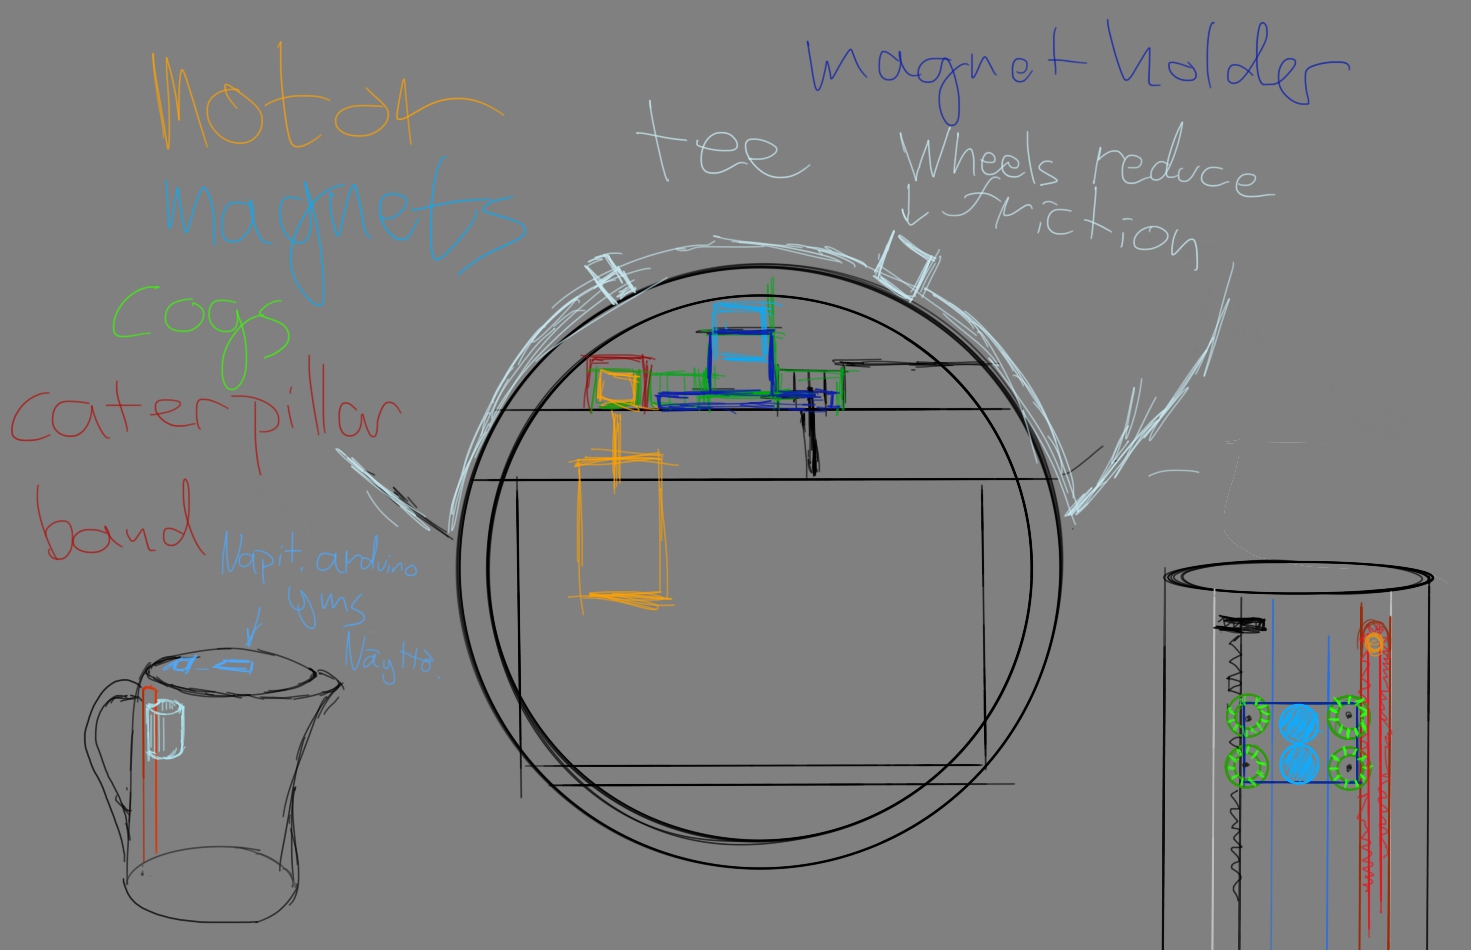 Motor
magnets
cogs
caterpillar
band
tee
magnet holder
Wheels reduce
friction
Napit, arduino
yms
Näyttö.